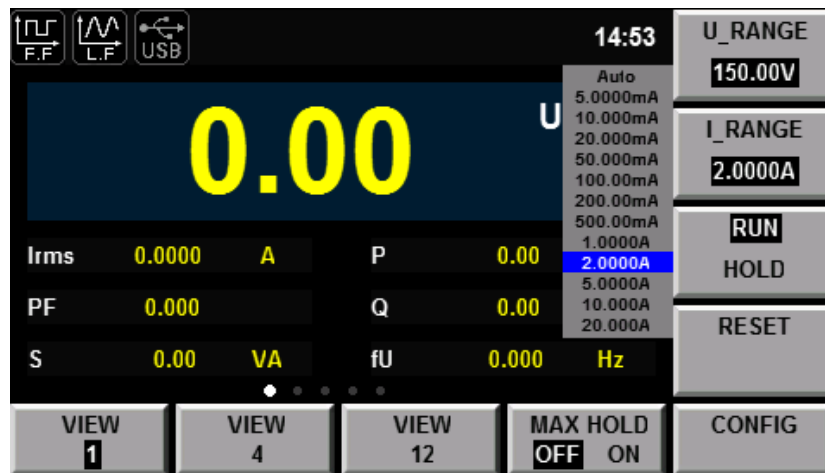 F.F L.F USB 14:53
U_RANGE
150.00V
0.00 U
Auto
5.0000mA
10.000mA
20.000mA
50.000mA
100.00mA
200.00mA
500.00mA
1.0000A
2.0000A
5.0000A
10.000A
20.000A
I_RANGE
2.0000A
RUN
HOLD
RESET
Irms 0.0000 A P 0.00
PF 0.000 Q 0.00
S 0.00 VA fU 0.000 Hz
VIEW
1
VIEW
4
VIEW
12
MAX HOLD
OFF ON
CONFIG